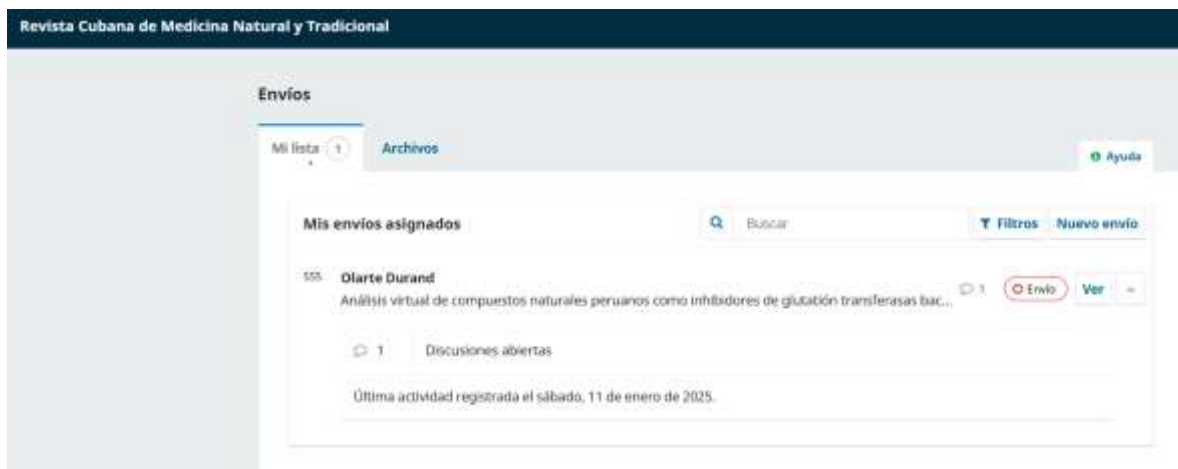 Revista Cubana de Medicina Natural y Tradicional
Envíos
Mi lista 1 Archivos
Ayuda
Mis envíos asignados Buscar Filtros Nuevo envío
555 Olarte Durand
Análisis virtual de compuestos naturales peruanos como inhibidores de glutatión transferasas bac... 1 Envío Ver
1 Discusiones abiertas
Última actividad registrada el sábado, 11 de enero de 2025.